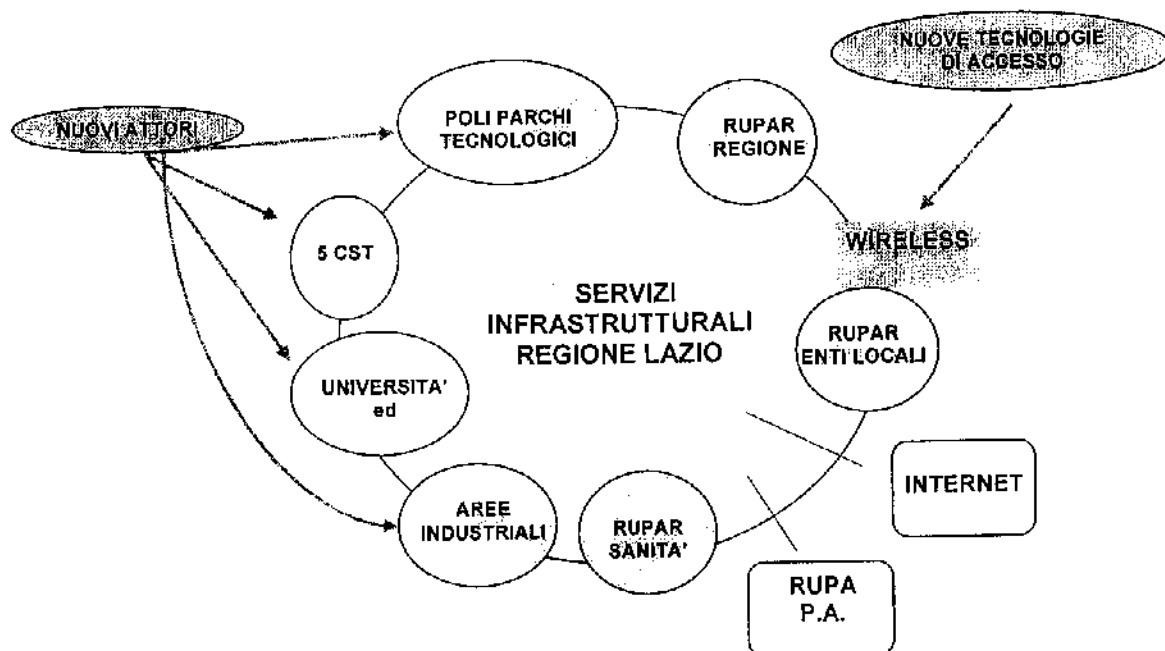 NUOVE TECNOLOGIE
DI ACCESSO
NUOVI ATTORI
POLI PARCHI
TECNOLOGICI
RUPAR
REGIONE
WIRELESS
5 CST
SERVIZI
INFRASTRUTTURALI
REGIONE LAZIO
RUPAR
ENTI LOCALI
UNIVERSITA'
ed
INTERNET
AREE
INDUSTRIALI
RUPAR
SANITA'
RUPA
P.A.